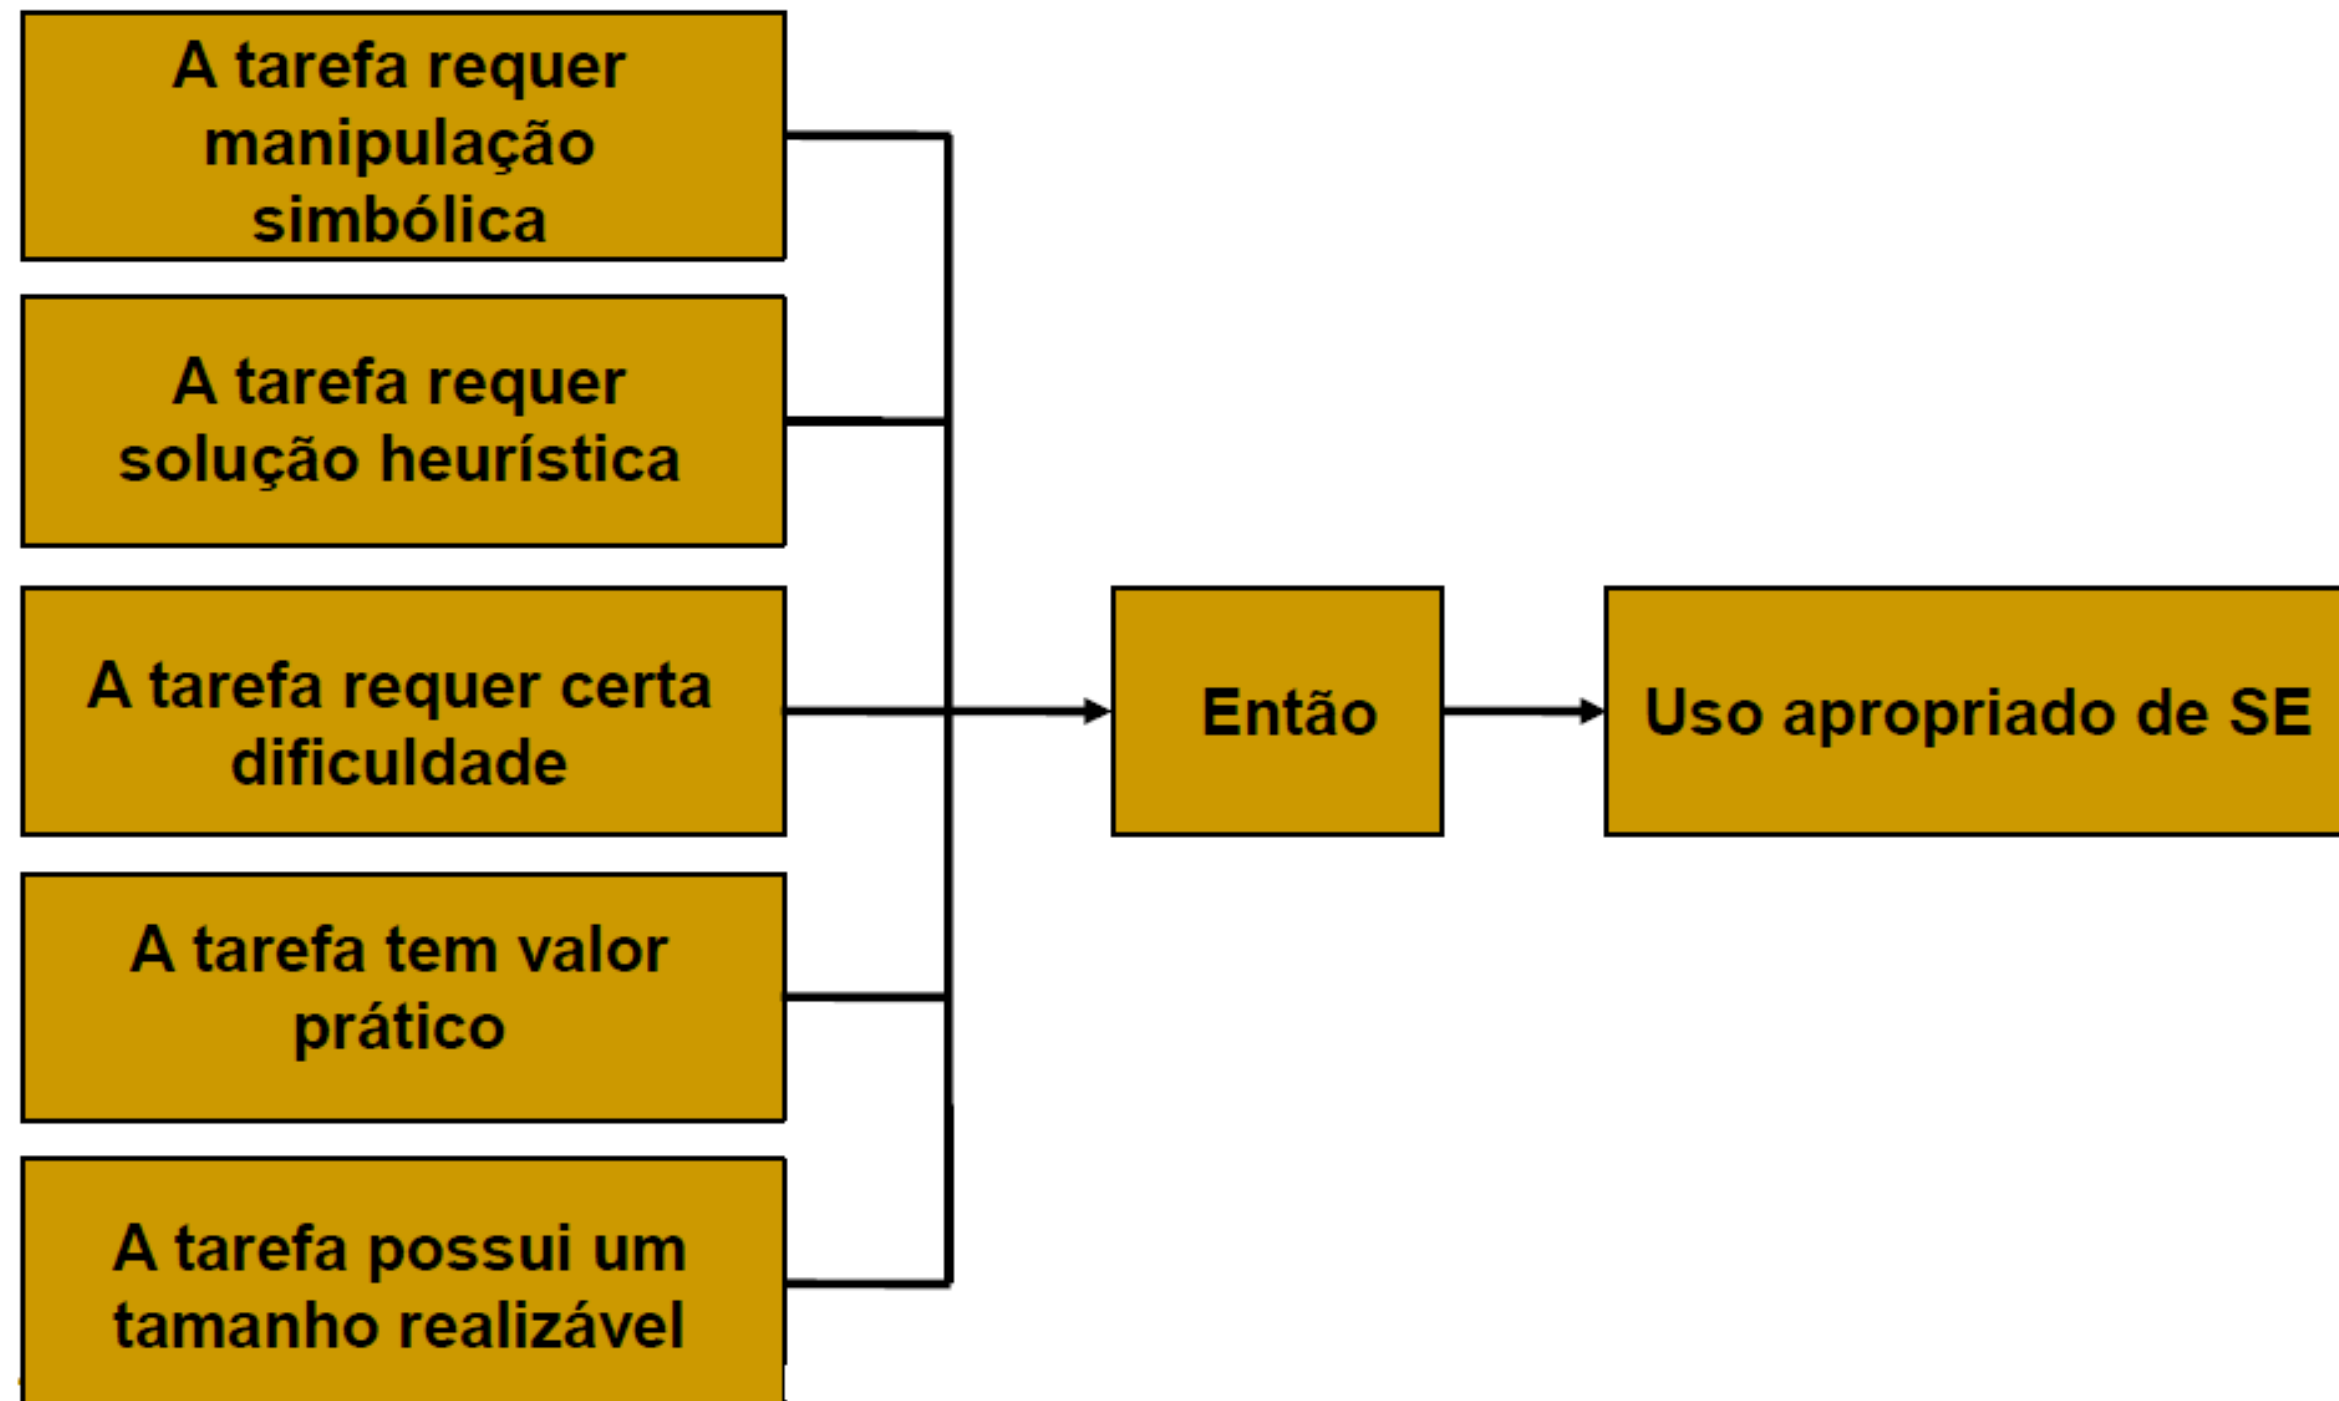 A tarefa requer
manipulação
simbólica
A tarefa requer
solução heurística
A tarefa requer certa
dificuldade
A tarefa tem valor
prático
A tarefa possui um
tamanho realizável
Então
Uso apropriado de SE